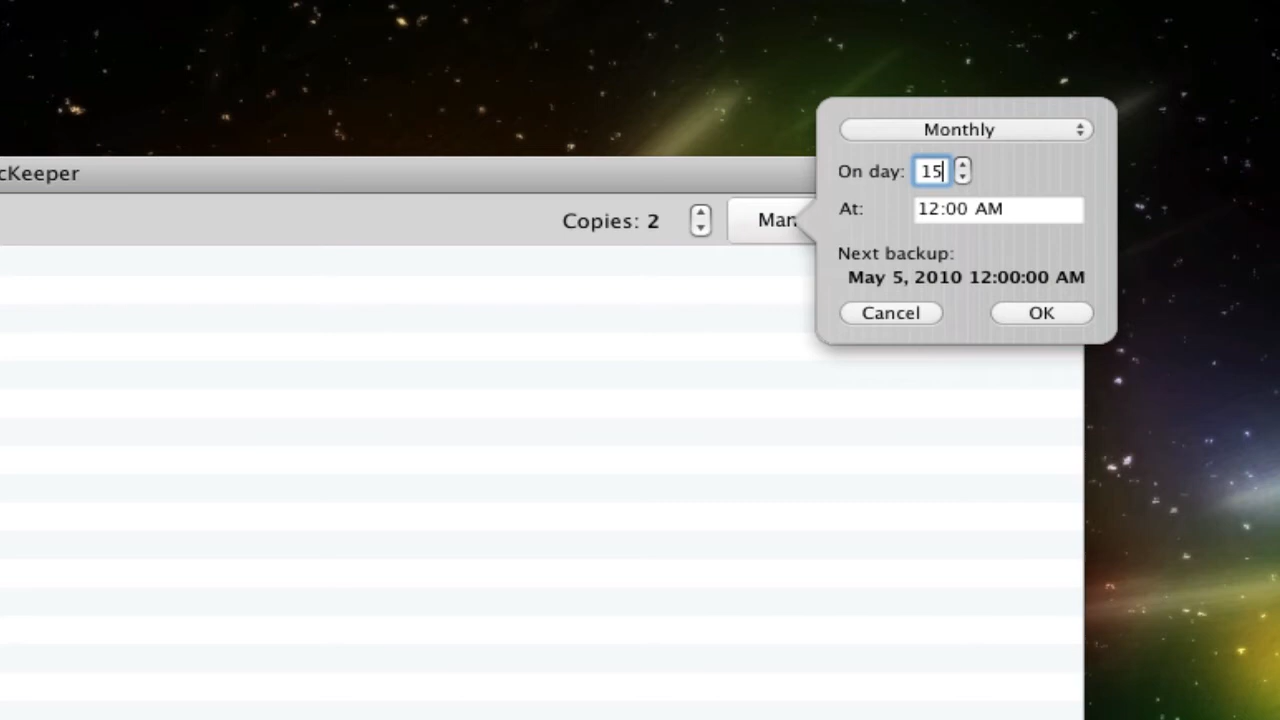 cKeeper
Copies: 2
Man
Monthly
On day: 15
At: 12:00 AM
Next backup:
May 5, 2010 12:00:00 AM
Cancel OK